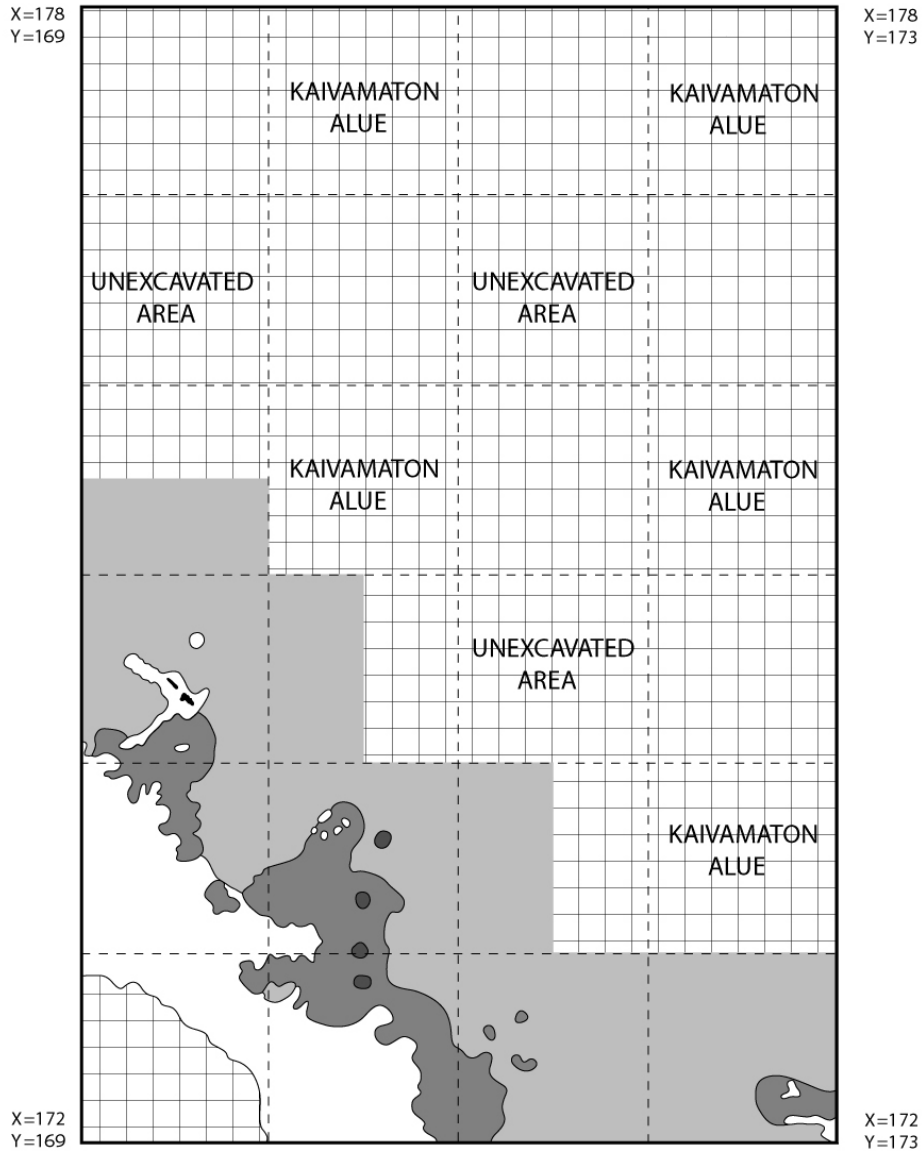 X=178
Y=169
X=178
Y=173
KAIVAMATON
ALUE
KAIVAMATON
ALUE
UNEXCAVATED
AREA
UNEXCAVATED
AREA
KAIVAMATON
ALUE
KAIVAMATON
ALUE
UNEXCAVATED
AREA
KAIVAMATON
ALUE
X=172
Y=169
X=172
Y=173